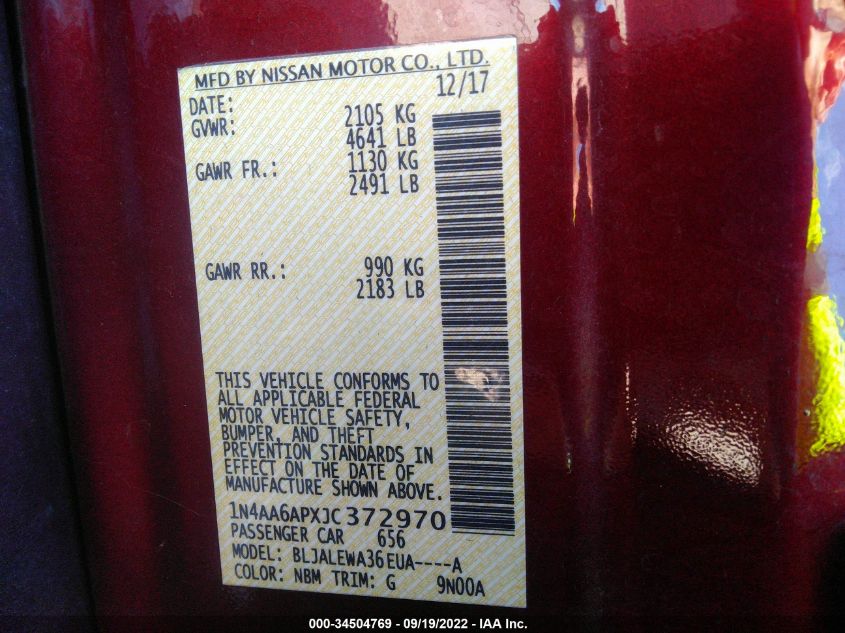 MFD BY NISSAN MOTOR CO., LTD.
DATE: 12/17
GVWR: 2105 KG
4641 LB
GAWR FR.: 1130 KG
2491 LB
GAWR RR.: 990 KG
2183 LB
THIS VEHICLE CONFORMS TO
ALL APPLICABLE FEDERAL
MOTOR VEHICLE SAFETY,
BUMPER, AND THEFT
PREVENTION STANDARDS IN
EFFECT ON THE DATE OF
MANUFACTURE SHOWN ABOVE.
1N4AA6APXJC372970
PASSENGER CAR 656
MODEL: BLJALEWA36EUA----A
COLOR: NBM TRIM: G 9N00A
000-34504769 - 09/19/2022 - IAA Inc.